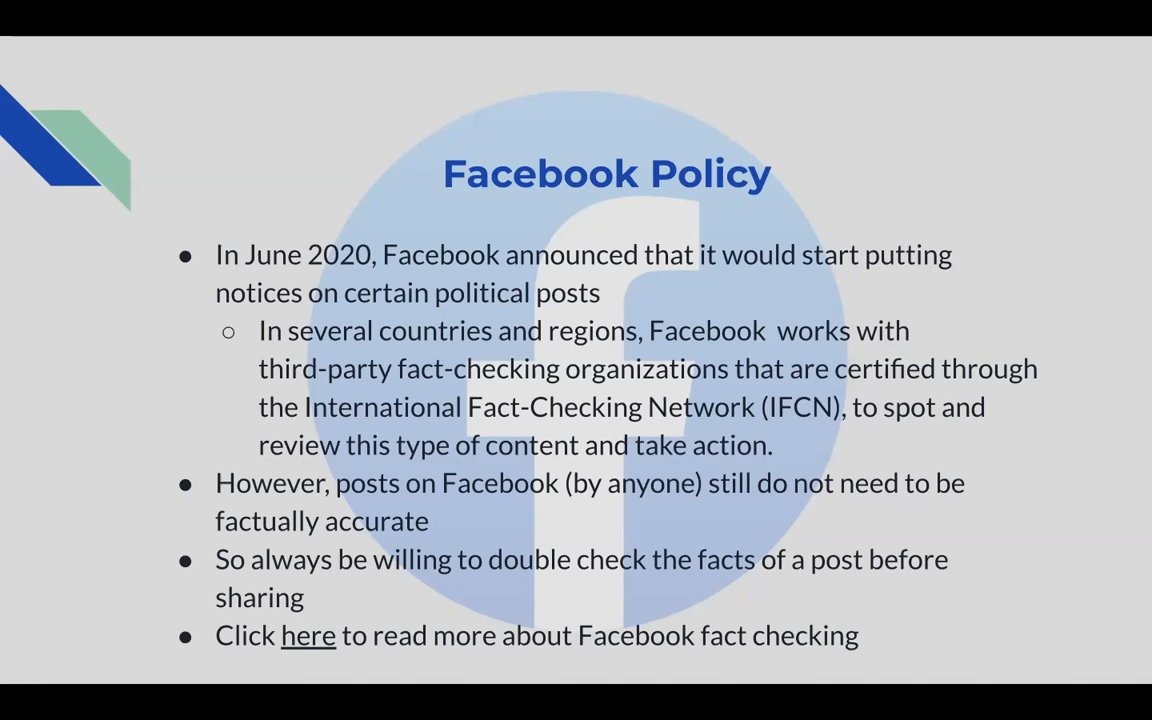 Facebook Policy
● In June 2020, Facebook announced that it would start putting
notices on certain political posts
○ In several countries and regions, Facebook  works with
third-party fact-checking organizations that are certified through
the International Fact-Checking Network (IFCN), to spot and
review this type of content and take action.
● However, posts on Facebook (by anyone) still do not need to be
factually accurate
● So always be willing to double check the facts of a post before
sharing
● Click here to read more about Facebook fact checking